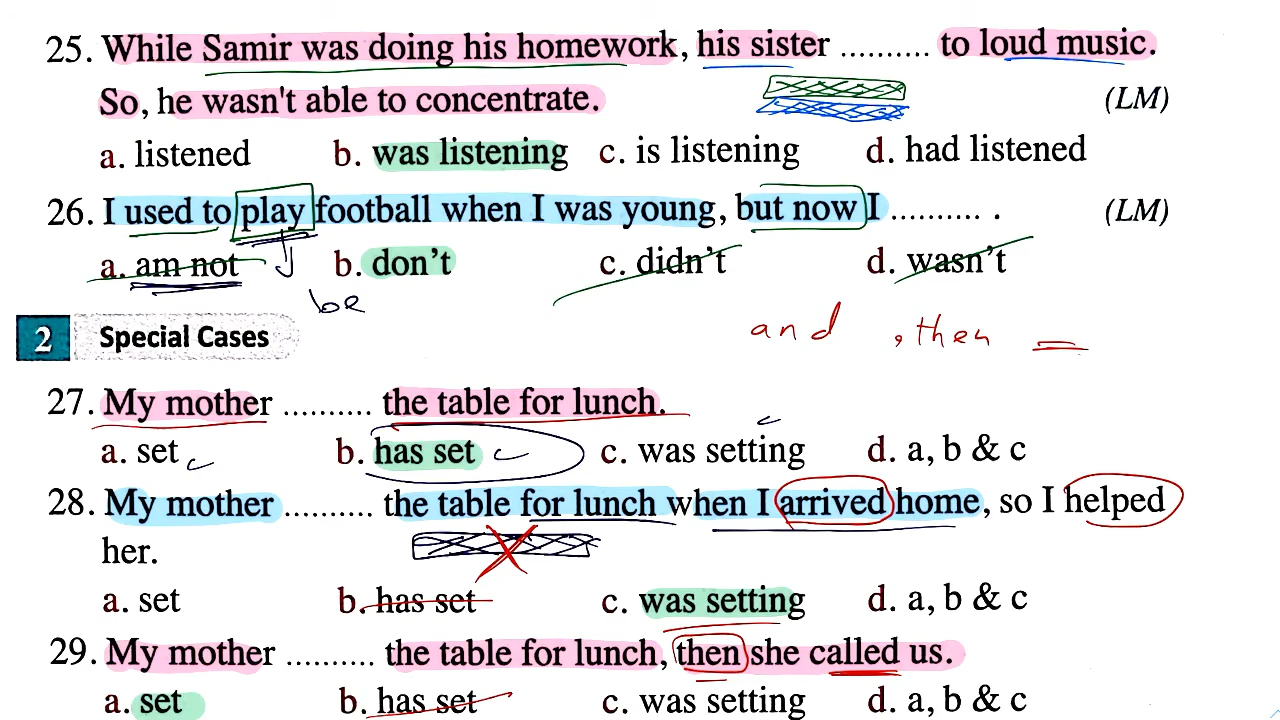 25. While Samir was doing his homework, his sister .......... to loud music.
So, he wasn't able to concentrate. (LM)
a. listened b. was listening c. is listening d. had listened
26. I used to play football when I was young, but now I .......... . (LM)
a. am not b. don't c. didn't d. wasn't
be
2 Special Cases
and , then
27. My mother .......... the table for lunch.
a. set b. has set c. was setting d. a, b & c
28. My mother .......... the table for lunch when I arrived home, so I helped
her.
a. set b. has set c. was setting d. a, b & c
29. My mother .......... the table for lunch, then she called us.
a. set b. has set c. was setting d. a, b & c